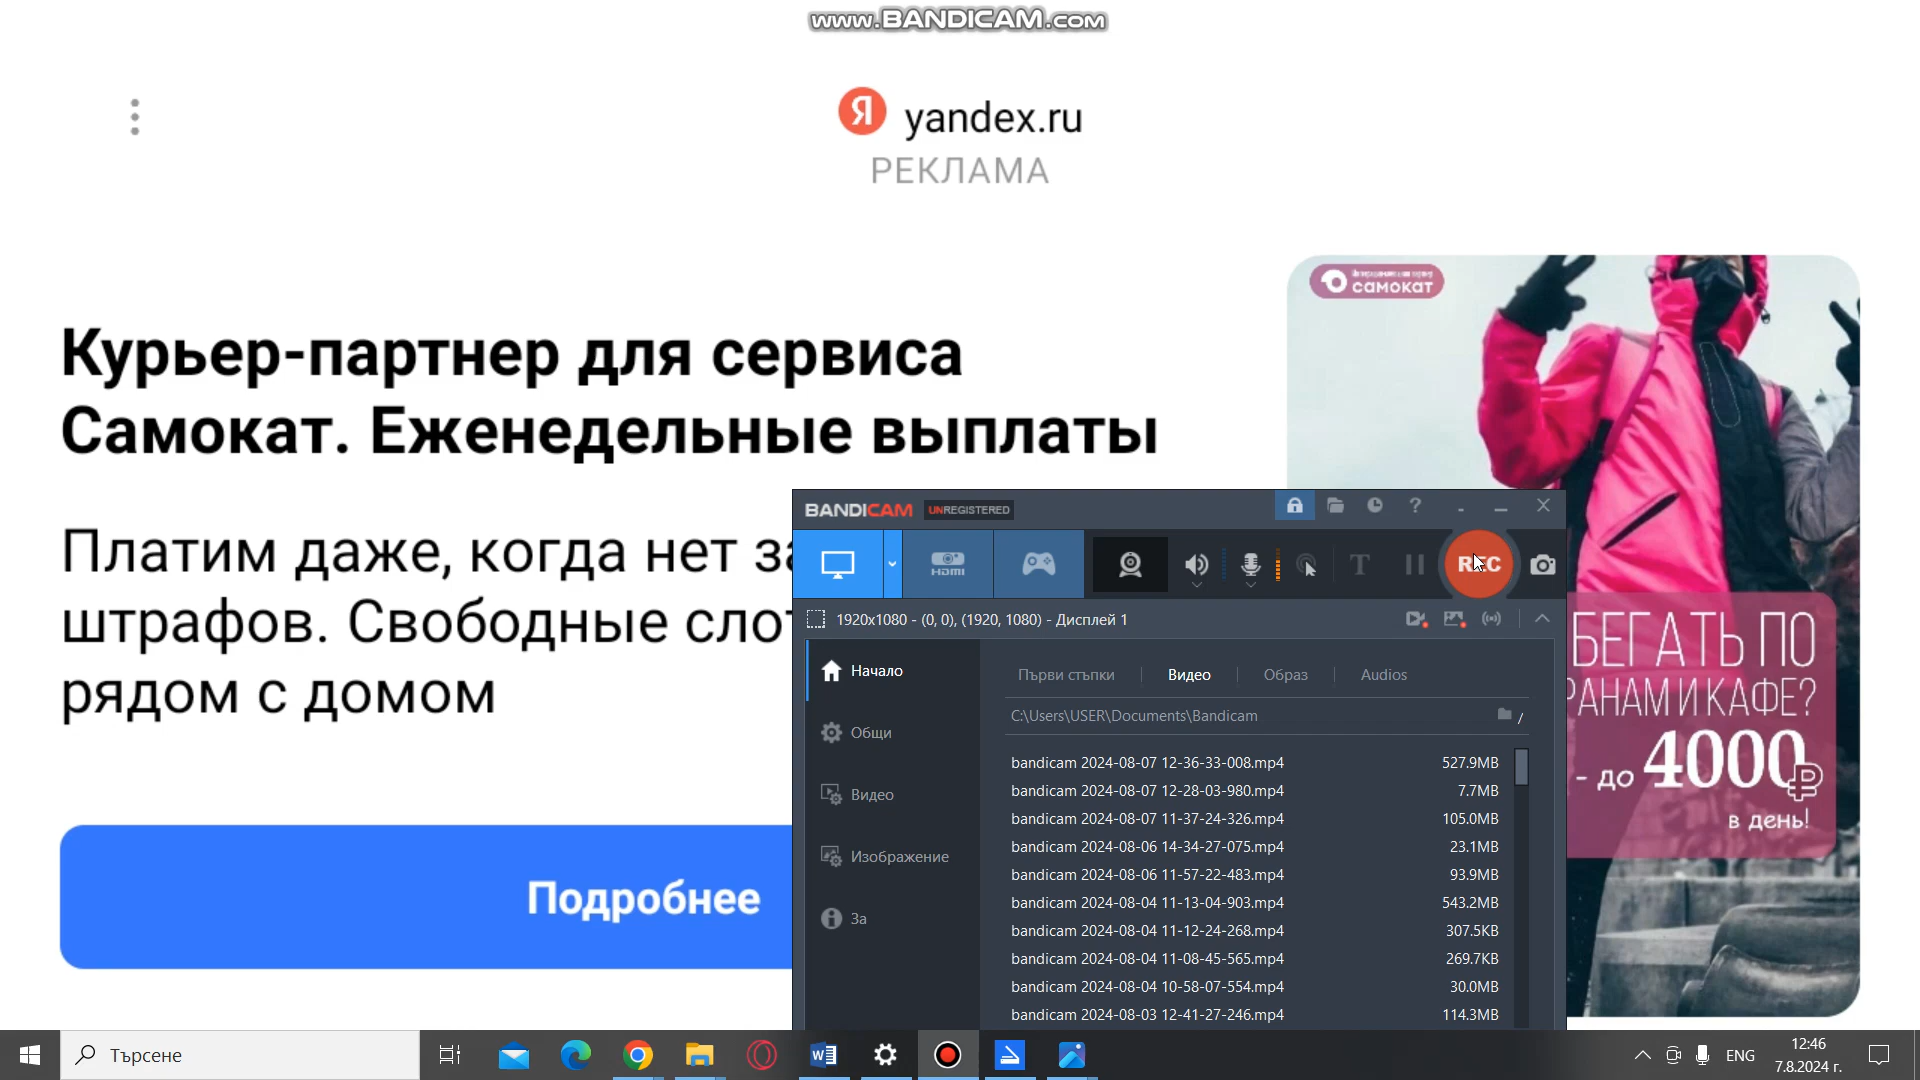 www.BANDICAM.com
Я yandex.ru
РЕКЛАМА
Курьер-партнер для сервиса
Самокат. Еженедельные выплаты
Платим даже, когда нет за
штрафов. Свободные сло
рядом с домом
Подробнее
самокат
БЕГАТЬ ПО
РАНАМ И КАФЕ?
- до 4000₽
в день!
BANDICAM UNREGISTERED
HDMI
T
REC
1920x1080 - (0, 0), (1920, 1080) - Дисплей 1
Начало
Общи
Видео
Изображение
За
Първи стъпки
Видео
Образ
Audios
C:\Users\USER\Documents\Bandicam
/
bandicam 2024-08-07 12-36-33-008.mp4 527.9MB
bandicam 2024-08-07 12-28-03-980.mp4 7.7MB
bandicam 2024-08-07 11-37-24-326.mp4 105.0MB
bandicam 2024-08-06 14-34-27-075.mp4 23.1MB
bandicam 2024-08-06 11-57-22-483.mp4 93.9MB
bandicam 2024-08-04 11-13-04-903.mp4 543.2MB
bandicam 2024-08-04 11-12-24-268.mp4 307.5KB
bandicam 2024-08-04 11-08-45-565.mp4 269.7KB
bandicam 2024-08-04 10-58-07-554.mp4 30.0MB
bandicam 2024-08-03 12-41-27-246.mp4 114.3MB
Търсене
ENG
12:46
7.8.2024 г.